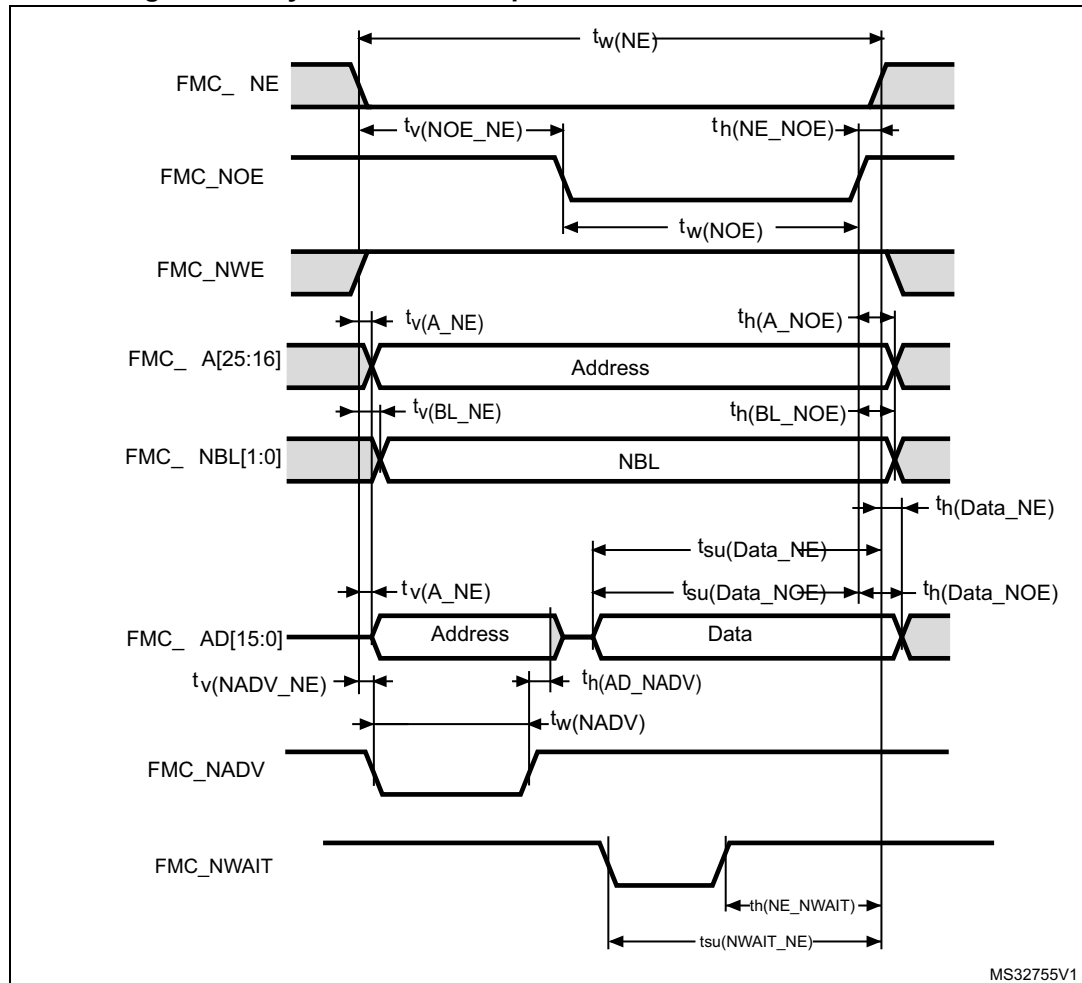 tw(NE)
FMC_ NE
tv(NOE_NE)
th(NE_NOE)
FMC_NOE
tw(NOE)
FMC_NWE
tv(A_NE)
th(A_NOE)
FMC_ A[25:16]
Address
tv(BL_NE)
th(BL_NOE)
FMC_ NBL[1:0]
NBL
th(Data_NE)
tsu(Data_NE)
tv(A_NE)
tsu(Data_NOE)
th(Data_NOE)
FMC_ AD[15:0]
Address
Data
tv(NADV_NE)
th(AD_NADV)
tw(NADV)
FMC_NADV
FMC_NWAIT
th(NE_NWAIT)
tsu(NWAIT_NE)
MS32755V1